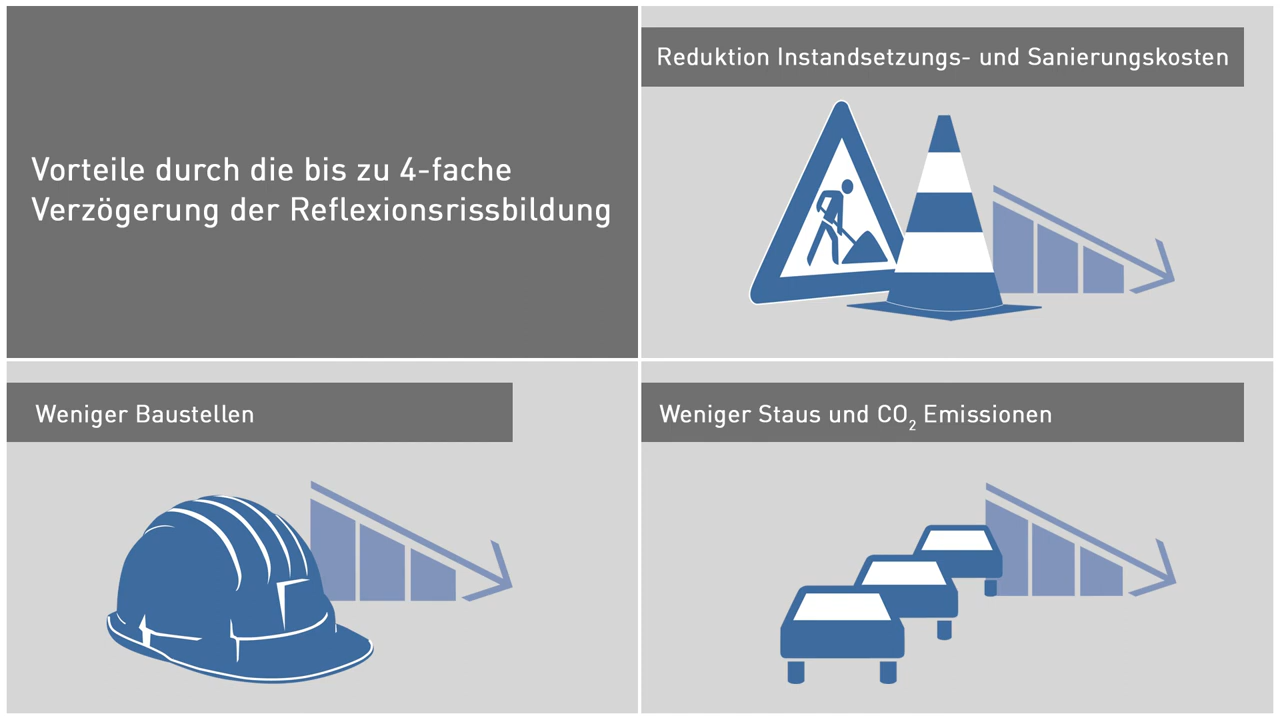 Vorteile durch die bis zu 4-fache
Verzögerung der Reflexionsrissbildung
Reduktion Instandsetzungs- und Sanierungskosten
Weniger Baustellen
Weniger Staus und CO₂ Emissionen